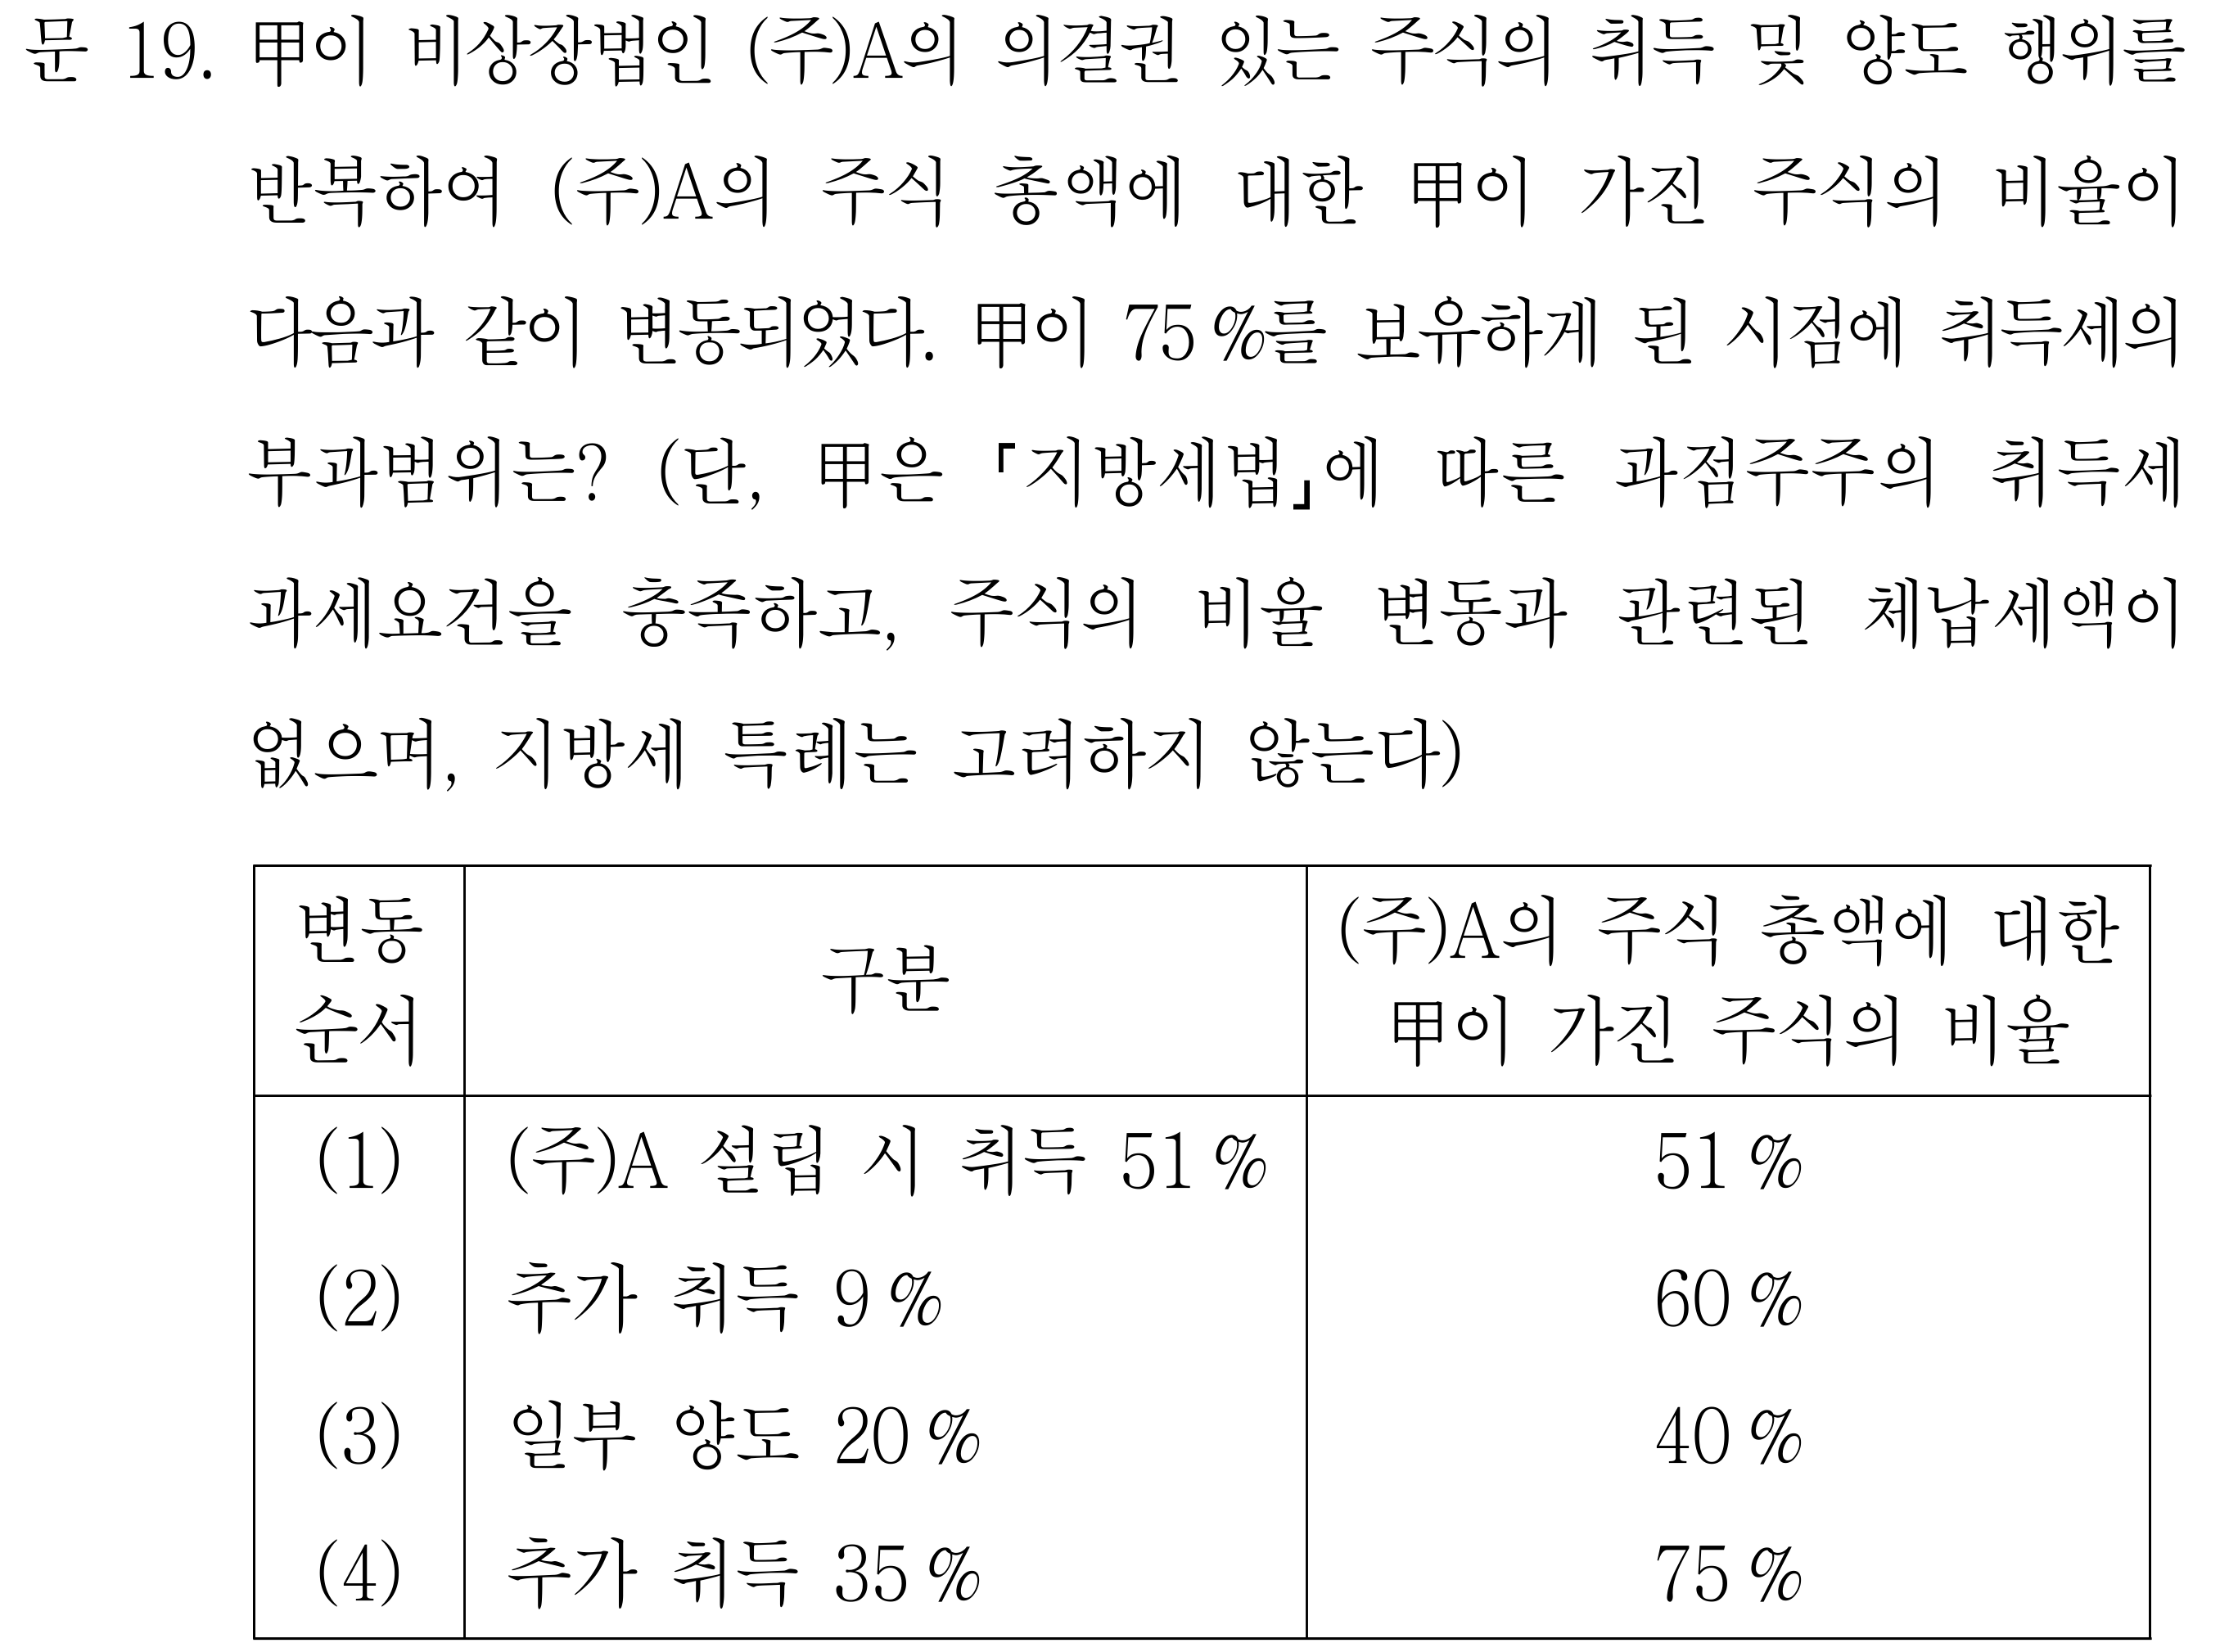 문 19. 甲이 비상장법인 (주)A의 의결권 있는 주식의 취득 및 양도 행위를
반복하여 (주)A의 주식 총액에 대한 甲이 가진 주식의 비율이
다음과 같이 변동되었다. 甲이 75 %를 보유하게 된 시점에 취득세의
부과범위는? (단, 甲은 「지방세법」에 따른 과점주주의 취득세
과세요건을 충족하고, 주식의 비율 변동과 관련된 체납세액이
없으며, 지방세 특례는 고려하지 않는다)
변동
순서
구분
(주)A의 주식 총액에 대한
甲이 가진 주식의 비율
(1) (주)A 설립 시 취득 51 % 51 %
(2) 추가 취득 9 % 60 %
(3) 일부 양도 20 % 40 %
(4) 추가 취득 35 % 75 %